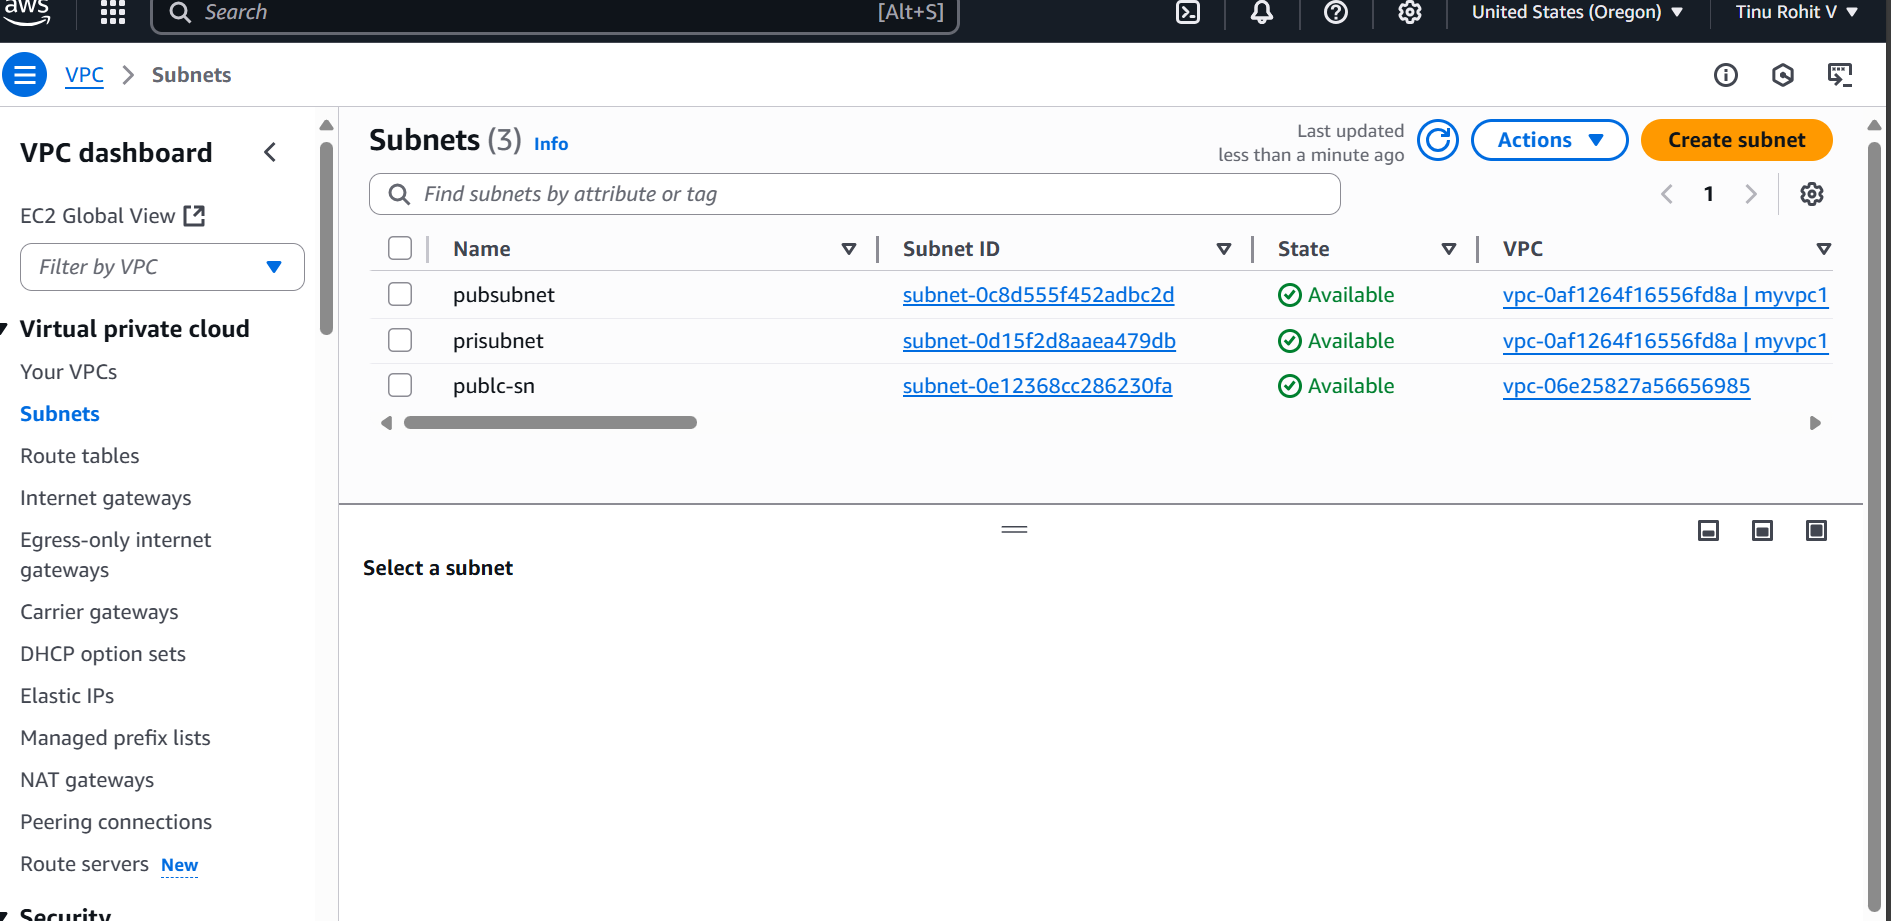 aws
Search [Alt+S] United States (Oregon) Tinu Rohit V
VPC Subnets
VPC dashboard
EC2 Global View
Filter by VPC
Virtual private cloud
Your VPCs
Subnets
Route tables
Internet gateways
Egress-only internet
gateways
Carrier gateways
DHCP option sets
Elastic IPs
Managed prefix lists
NAT gateways
Peering connections
Route servers New
Security
Subnets (3) Info
Last updated
less than a minute ago
Actions
Create subnet
Find subnets by attribute or tag
1
Name Subnet ID State VPC
pubsubnet subnet-0c8d555f452adbc2d Available vpc-0af1264f16556fd8a | myvpc1
prisubnet subnet-0d15f2d8aaea479db Available vpc-0af1264f16556fd8a | myvpc1
publc-sn subnet-0e12368cc286230fa Available vpc-06e25827a56656985
Select a subnet